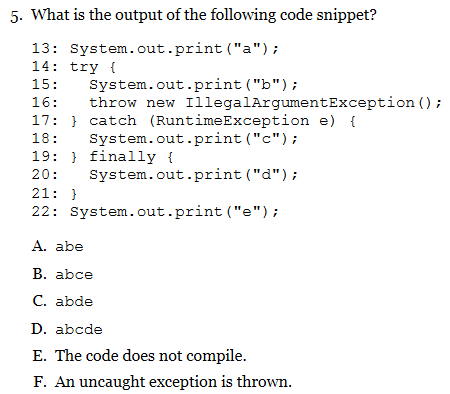 5. What is the output of the following code snippet?
13: System.out.print("a");
14: try {
15:   System.out.print("b");
16:   throw new IllegalArgumentException();
17: } catch (RuntimeException e) {
18:   System.out.print("c");
19: } finally {
20:   System.out.print("d");
21: }
22: System.out.print("e");
A. abe
B. abce
C. abde
D. abcde
E. The code does not compile.
F. An uncaught exception is thrown.